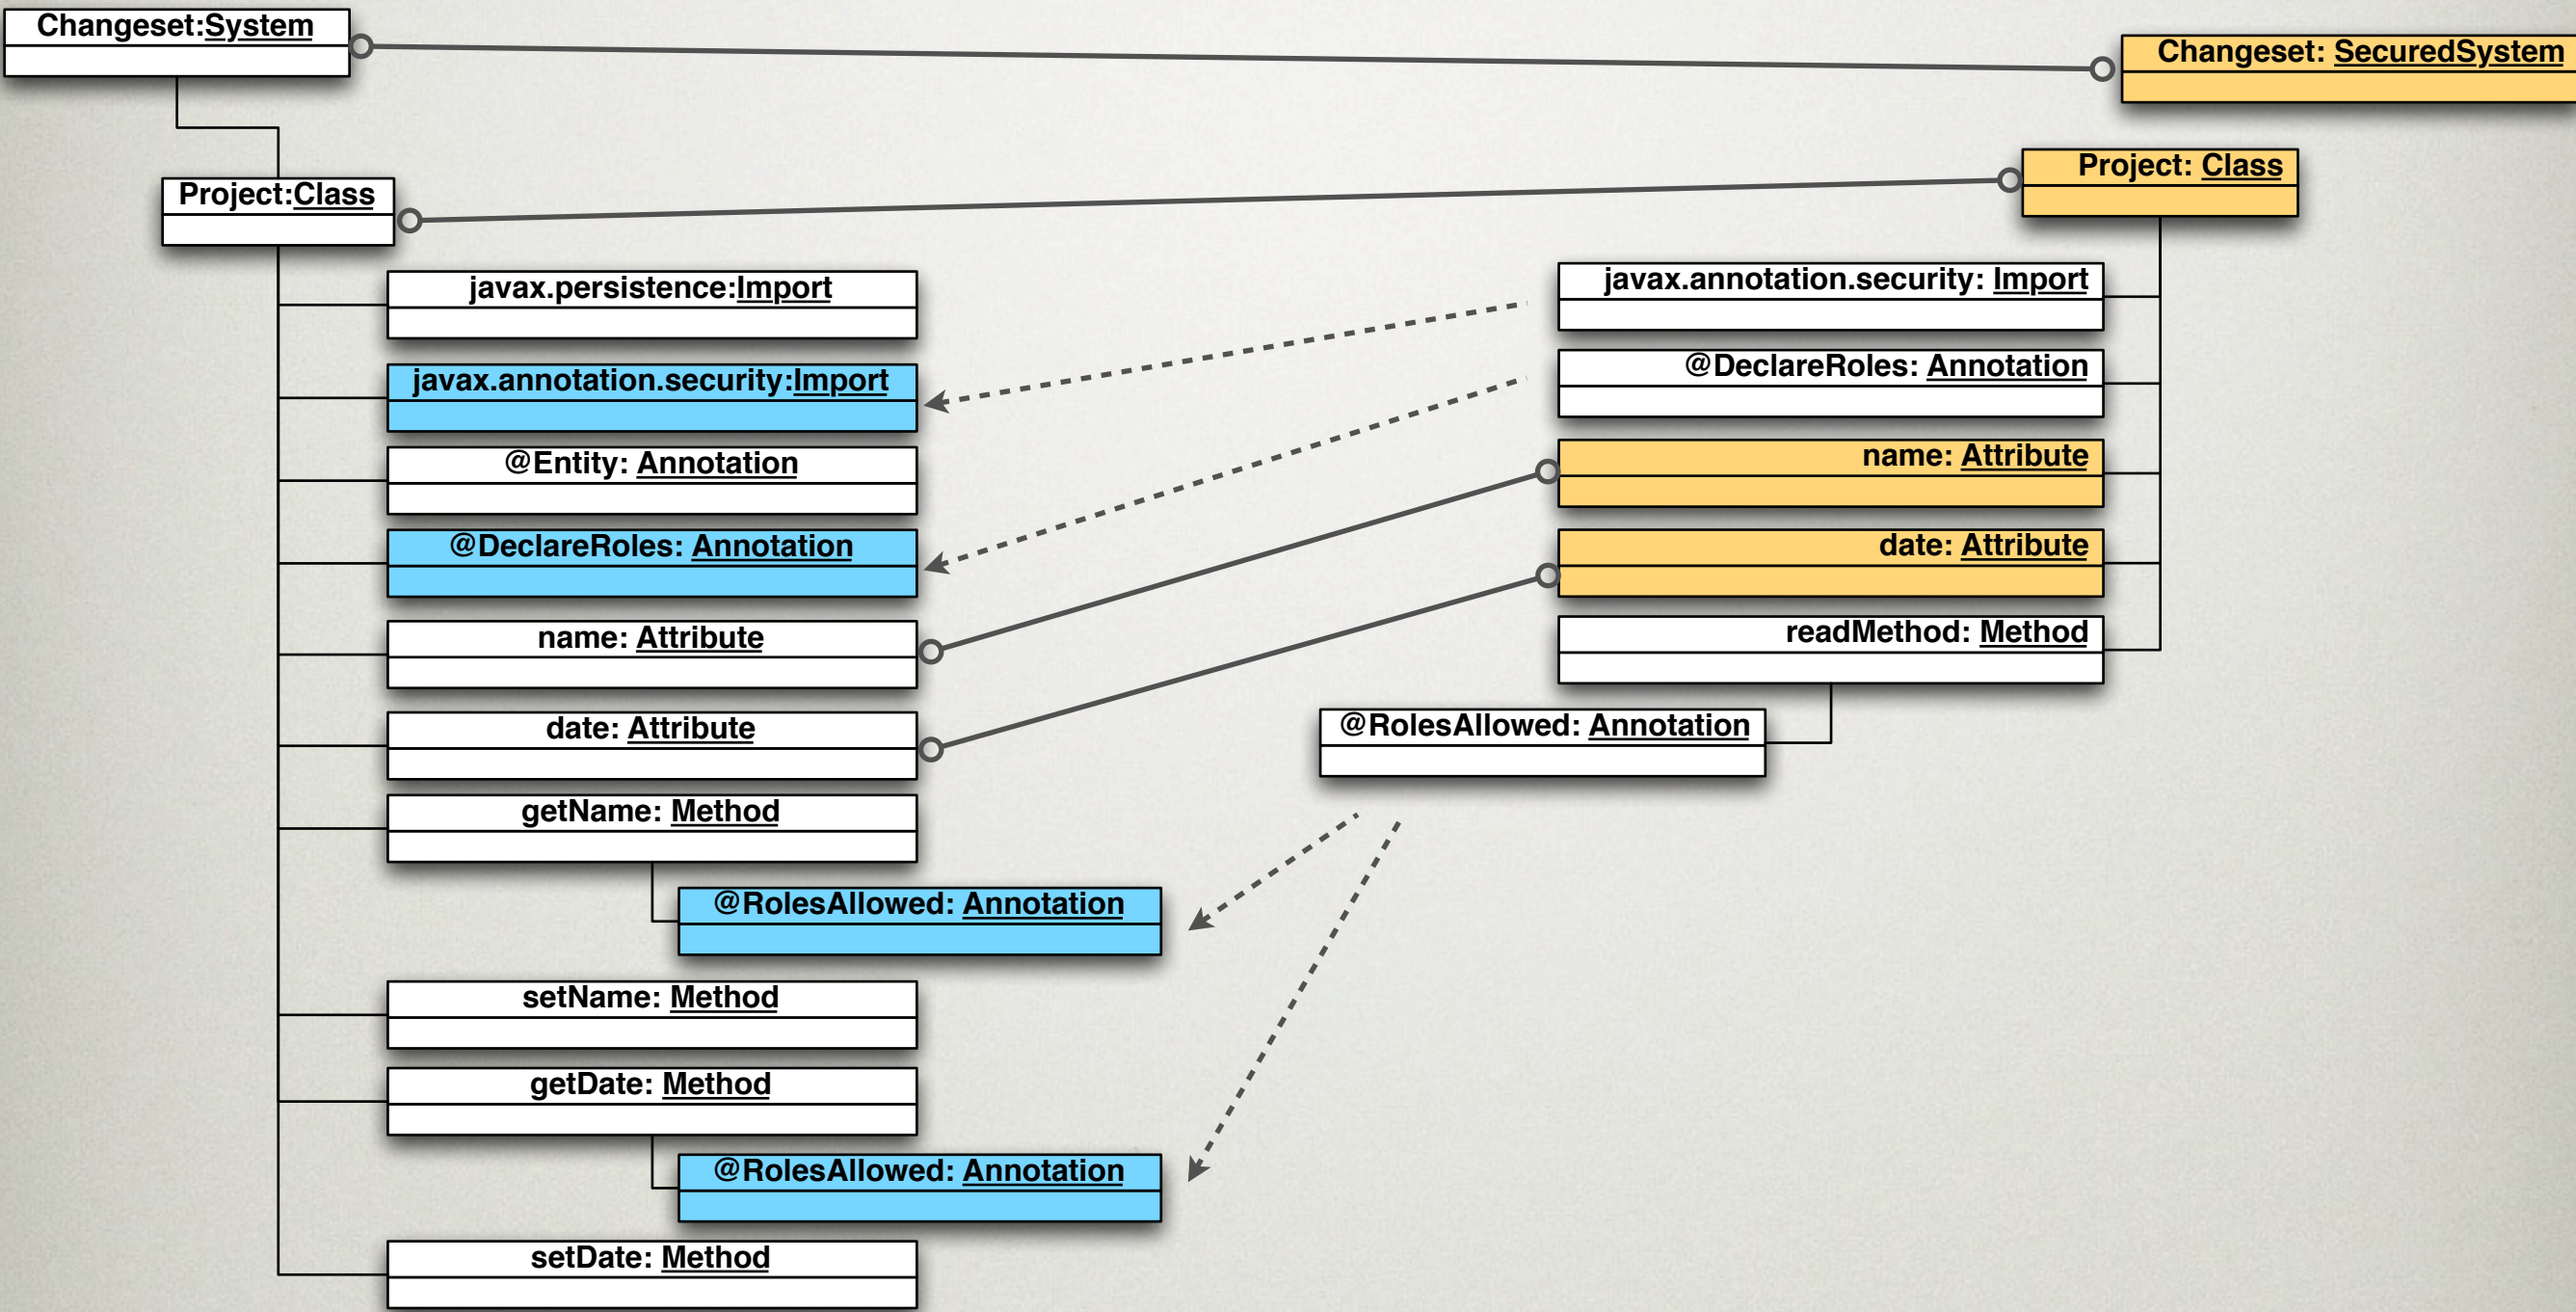 Changeset:System
Changeset: SecuredSystem
Project:Class
Project: Class
javax.persistence:Import
javax.annotation.security:Import
@Entity: Annotation
@DeclareRoles: Annotation
name: Attribute
date: Attribute
getName: Method
@RolesAllowed: Annotation
setName: Method
getDate: Method
@RolesAllowed: Annotation
setDate: Method
javax.annotation.security: Import
@DeclareRoles: Annotation
name: Attribute
date: Attribute
readMethod: Method
@RolesAllowed: Annotation